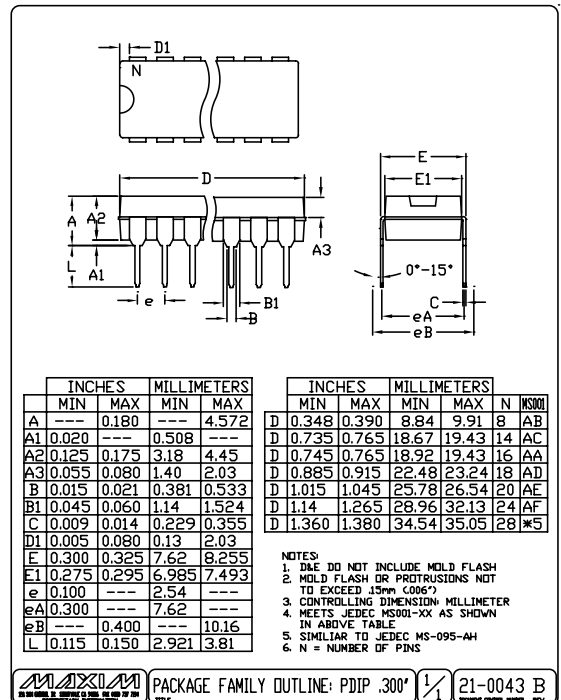 D1
N
D
E
E1
A
A2
A3
L
A1
e
B1
B
0°-15°
C
eA
eB
INCHES MILLIMETERS
MIN MAX MIN MAX
A --- 0.180 --- 4.572
A1 0.020 --- 0.508 ---
A2 0.125 0.175 3.18 4.45
A3 0.055 0.080 1.40 2.03
B 0.015 0.021 0.381 0.533
B1 0.045 0.060 1.14 1.524
C 0.009 0.014 0.229 0.355
D1 0.005 0.080 0.13 2.03
E 0.300 0.325 7.62 8.255
E1 0.275 0.295 6.985 7.493
e 0.100 --- 2.54 ---
eA 0.300 --- 7.62 ---
eB --- 0.400 --- 10.16
L 0.115 0.150 2.921 3.81
INCHES MILLIMETERS
MIN MAX MIN MAX N MS001
D 0.348 0.390 8.84 9.91 8 AB
D 0.735 0.765 18.67 19.43 14 AC
D 0.745 0.765 18.92 19.43 16 AA
D 0.885 0.915 22.48 23.24 18 AD
D 1.015 1.045 25.78 26.54 20 AE
D 1.14 1.265 28.96 32.13 24 AF
D 1.360 1.380 34.54 35.05 28 *5
NOTES:
1. D&E DO NOT INCLUDE MOLD FLASH
2. MOLD FLASH OR PROTRUSIONS NOT
TO EXCEED .15mm (.006")
3. CONTROLLING DIMENSION: MILLIMETER
4. MEETS JEDEC MS001-XX AS SHOWN
IN ABOVE TABLE
5. SIMILIAR TO JEDEC MS-095-AH
6. N = NUMBER OF PINS
MAXIM
PACKAGE FAMILY OUTLINE: PDIP .300"
1/1
21-0043 B
TITLE